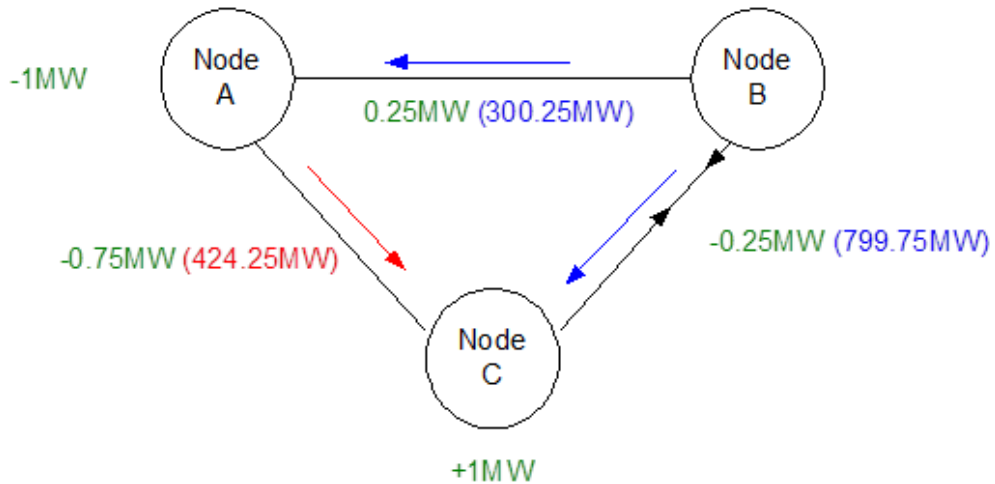 Node
A
Node
B
-1MW
0.25MW (300.25MW)
-0.75MW (424.25MW)
-0.25MW (799.75MW)
Node
C
+1MW